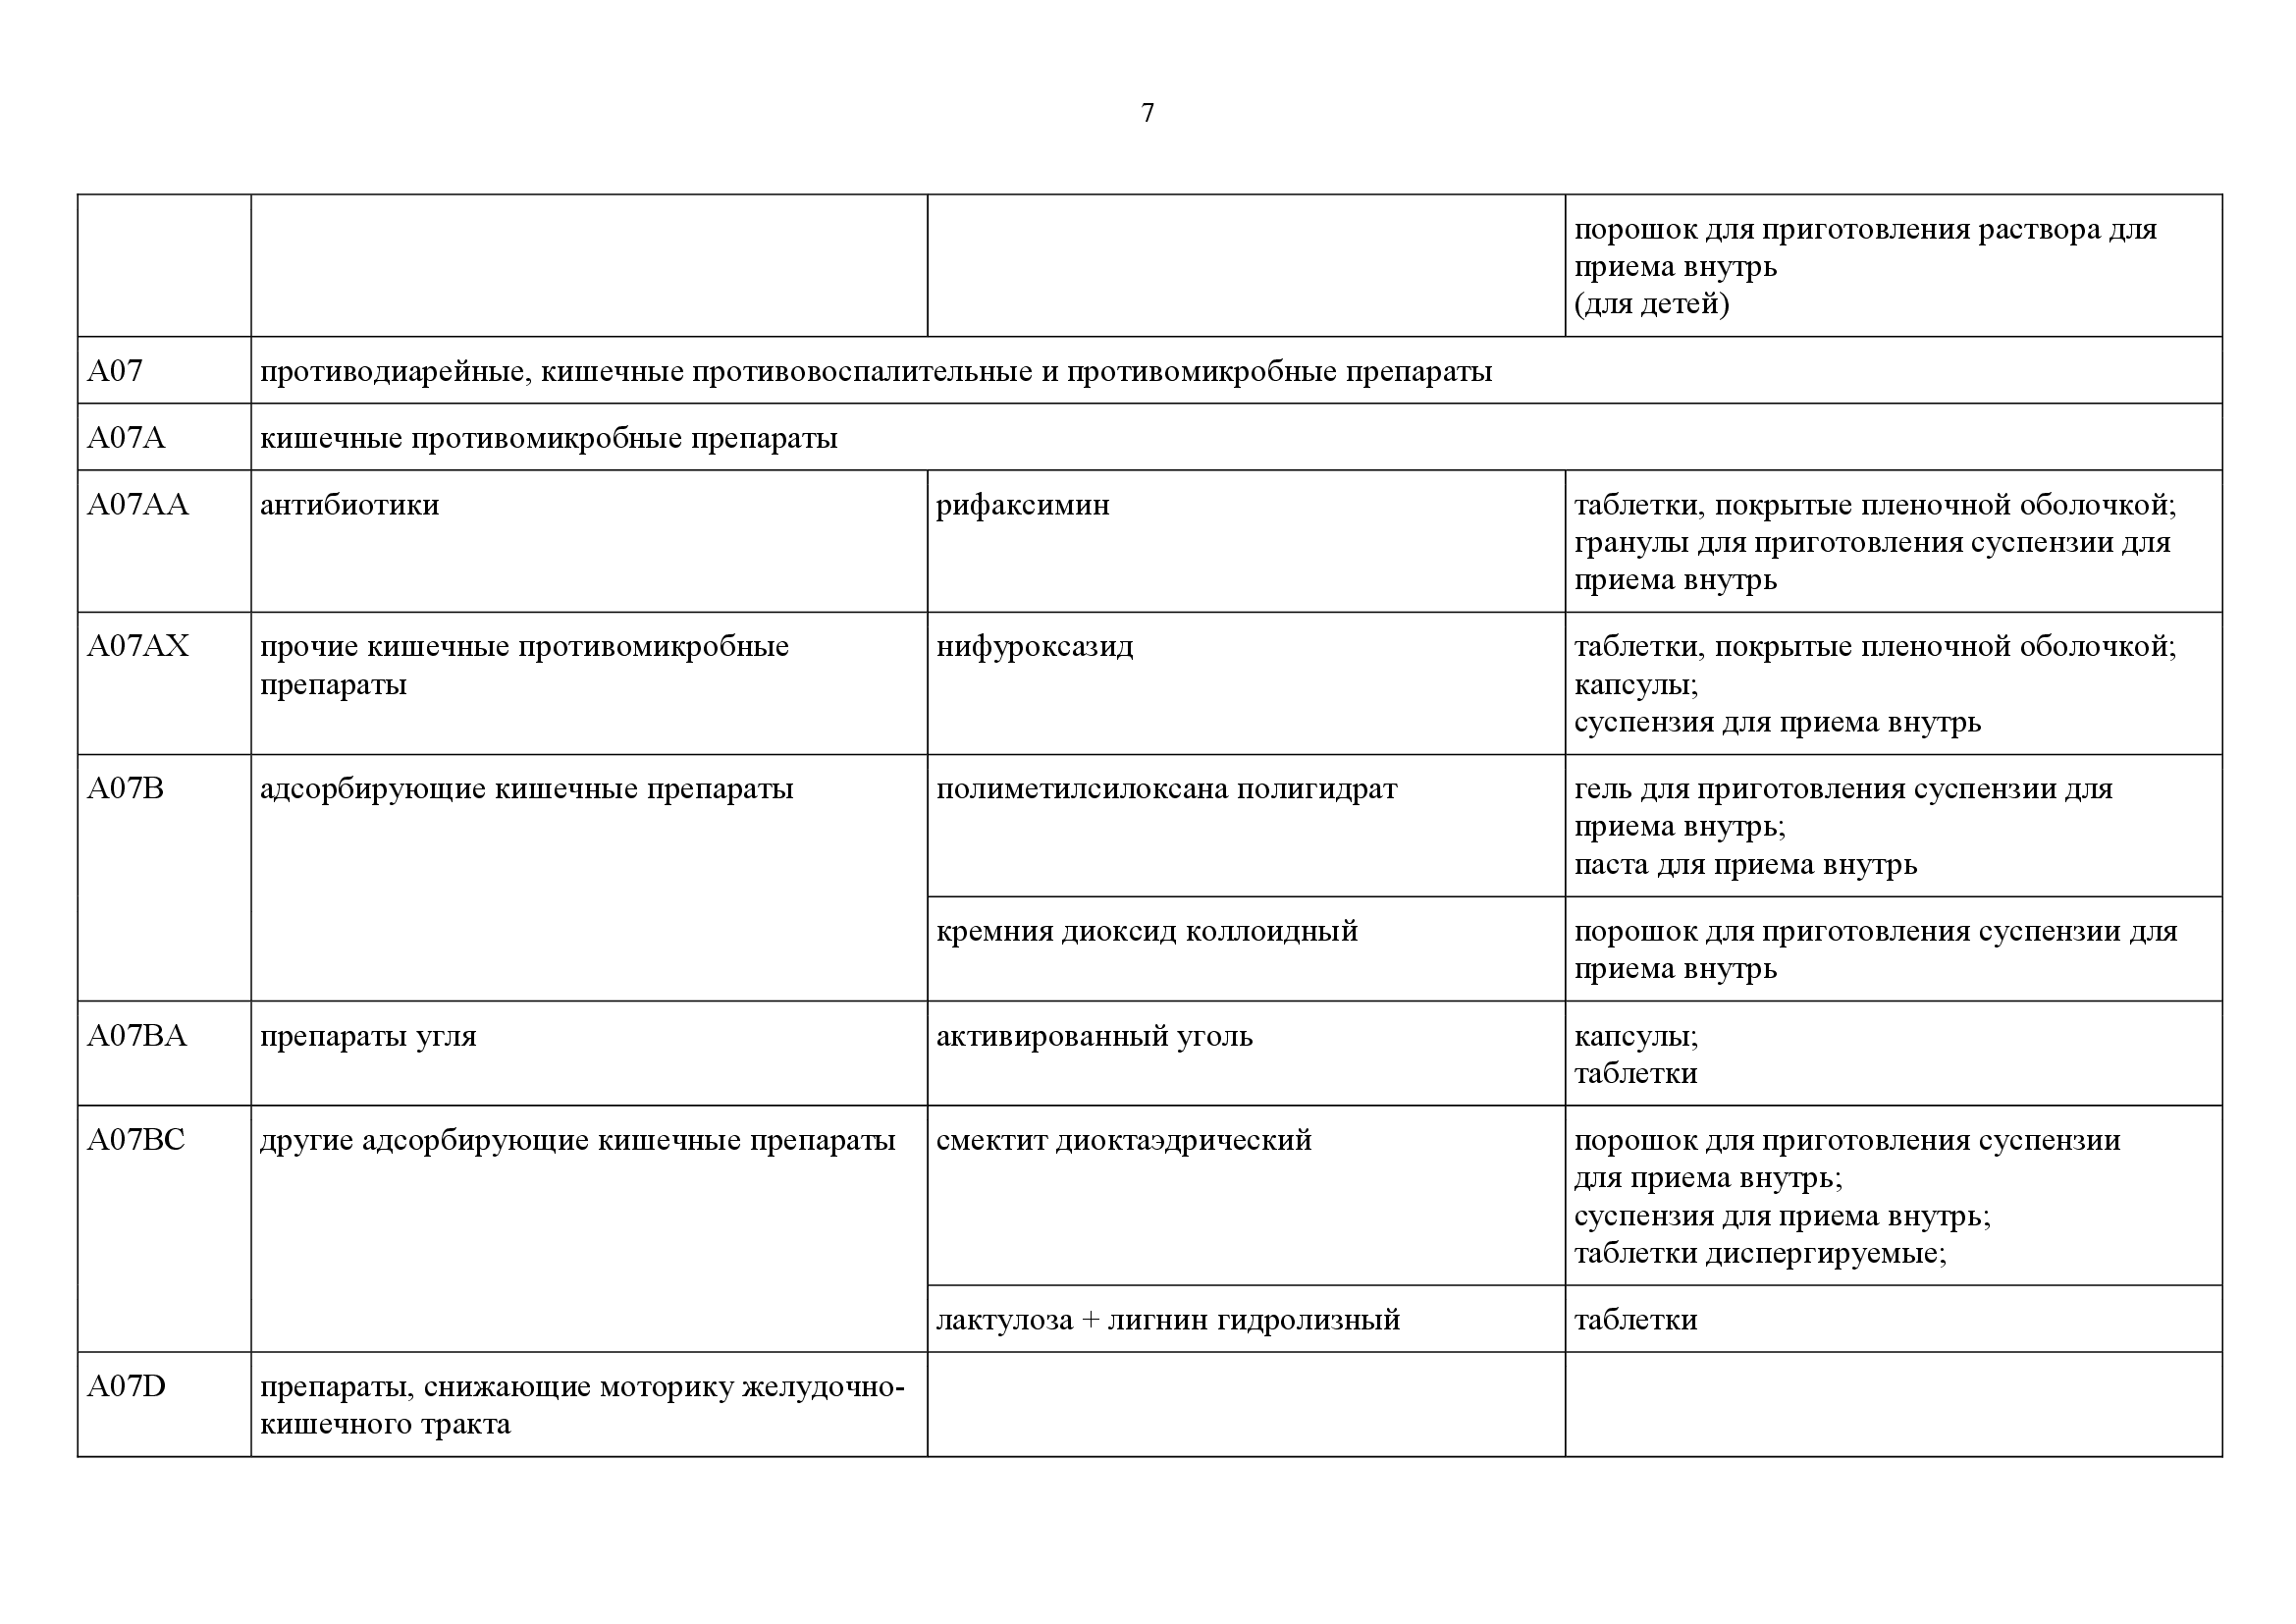 7
порошок для приготовления раствора для
приема внутрь
(для детей)
A07
противодиарейные, кишечные противовоспалительные и противомикробные препараты
A07A
кишечные противомикробные препараты
A07AA
антибиотики
рифаксимин
таблетки, покрытые пленочной оболочкой;
гранулы для приготовления суспензии для
приема внутрь
A07AX
прочие кишечные противомикробные
препараты
нифуроксазид
таблетки, покрытые пленочной оболочкой;
капсулы;
суспензия для приема внутрь
A07B
адсорбирующие кишечные препараты
полиметилсилоксана полигидрат
гель для приготовления суспензии для
приема внутрь;
паста для приема внутрь
кремния диоксид коллоидный
порошок для приготовления суспензии для
приема внутрь
A07BA
препараты угля
активированный уголь
капсулы;
таблетки
A07BC
другие адсорбирующие кишечные препараты
смектит диоктаэдрический
порошок для приготовления суспензии
для приема внутрь;
суспензия для приема внутрь;
таблетки диспергируемые;
лактулоза + лигнин гидролизный
таблетки
A07D
препараты, снижающие моторику желудочно-
кишечного тракта